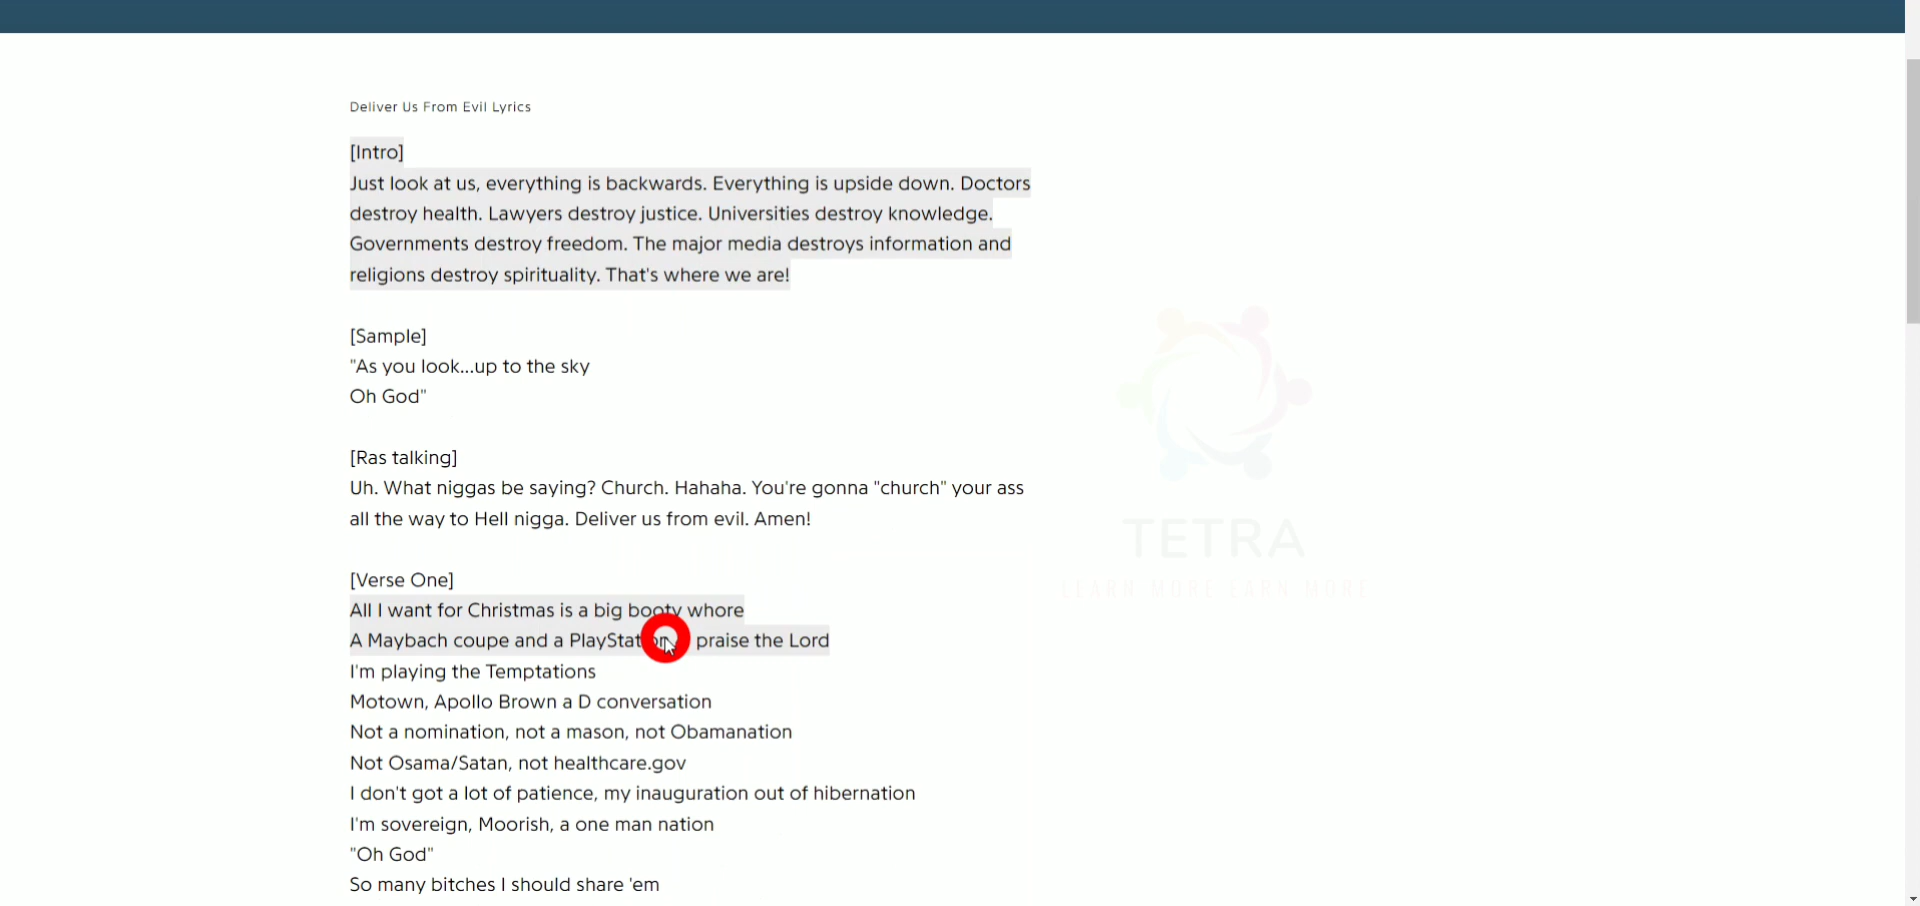 Deliver Us From Evil Lyrics
[Intro]
Just look at us, everything is backwards. Everything is upside down. Doctors
destroy health. Lawyers destroy justice. Universities destroy knowledge.
Governments destroy freedom. The major media destroys information and
religions destroy spirituality. That's where we are!
[Sample]
"As you look...up to the sky
Oh God"
[Ras talking]
Uh. What niggas be saying? Church. Hahaha. You're gonna "church" your ass
all the way to Hell nigga. Deliver us from evil. Amen!
[Verse One]
All I want for Christmas is a big booty whore
A Maybach coupe and a praise the Lord
I'm playing the Temptations
Motown, Apollo Brown a D conversation
Not a nomination, not a mason, not Obamanation
Not Osama/Satan, not healthcare.gov
I don't got a lot of patience, my inauguration out of hibernation
I'm sovereign, Moorish, a one man nation
"Oh God"
So many bitches I should share 'em
TETRA
LEARN MORE EARN MORE